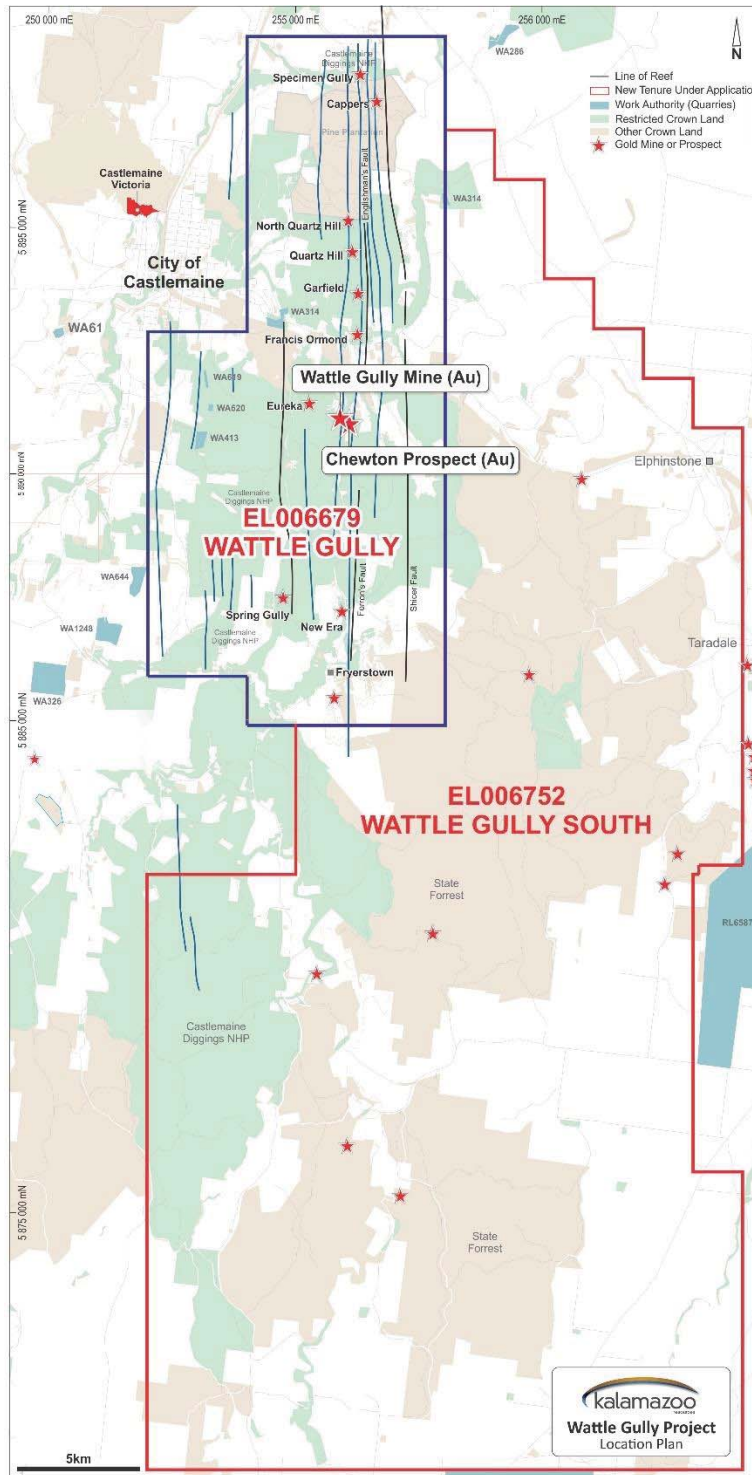 250 000 mE
255 000 mE
256 000 mE
N
WA286
Line of Reef
New Tenure Under Application
Work Authority (Quarries)
Restricted Crown Land
Other Crown Land
Gold Mine or Prospect
Castlemaine
Diggings NHP
Specimen Gully
Cappers
Pine Plantation
Englishman's Fault
Castlemaine
Victoria
WA314
5 895 000 mN
North Quartz Hill
Quartz Hill
City of
Castlemaine
Garfield
WA314
WA61
Francis Ormond
WA619
Wattle Gully Mine (Au)
Eureka
WA620
WA413
Chewton Prospect (Au)
Elphinstone
5 890 000 mN
Castlemaine
Diggings NHP
EL006679
WATTLE GULLY
WA644
Furron's Fault
Shicer Fault
Spring Gully
New Era
WA1248
Castlemaine
Diggings NHP
Taradale
Fryerstown
WA326
5 885 000 mN
EL006752
WATTLE GULLY SOUTH
State
Forrest
RL6587
Castlemaine
Diggings NHP
5 875 000 mN
State
Forrest
kalamazoo
resources
Wattle Gully Project
Location Plan
5km